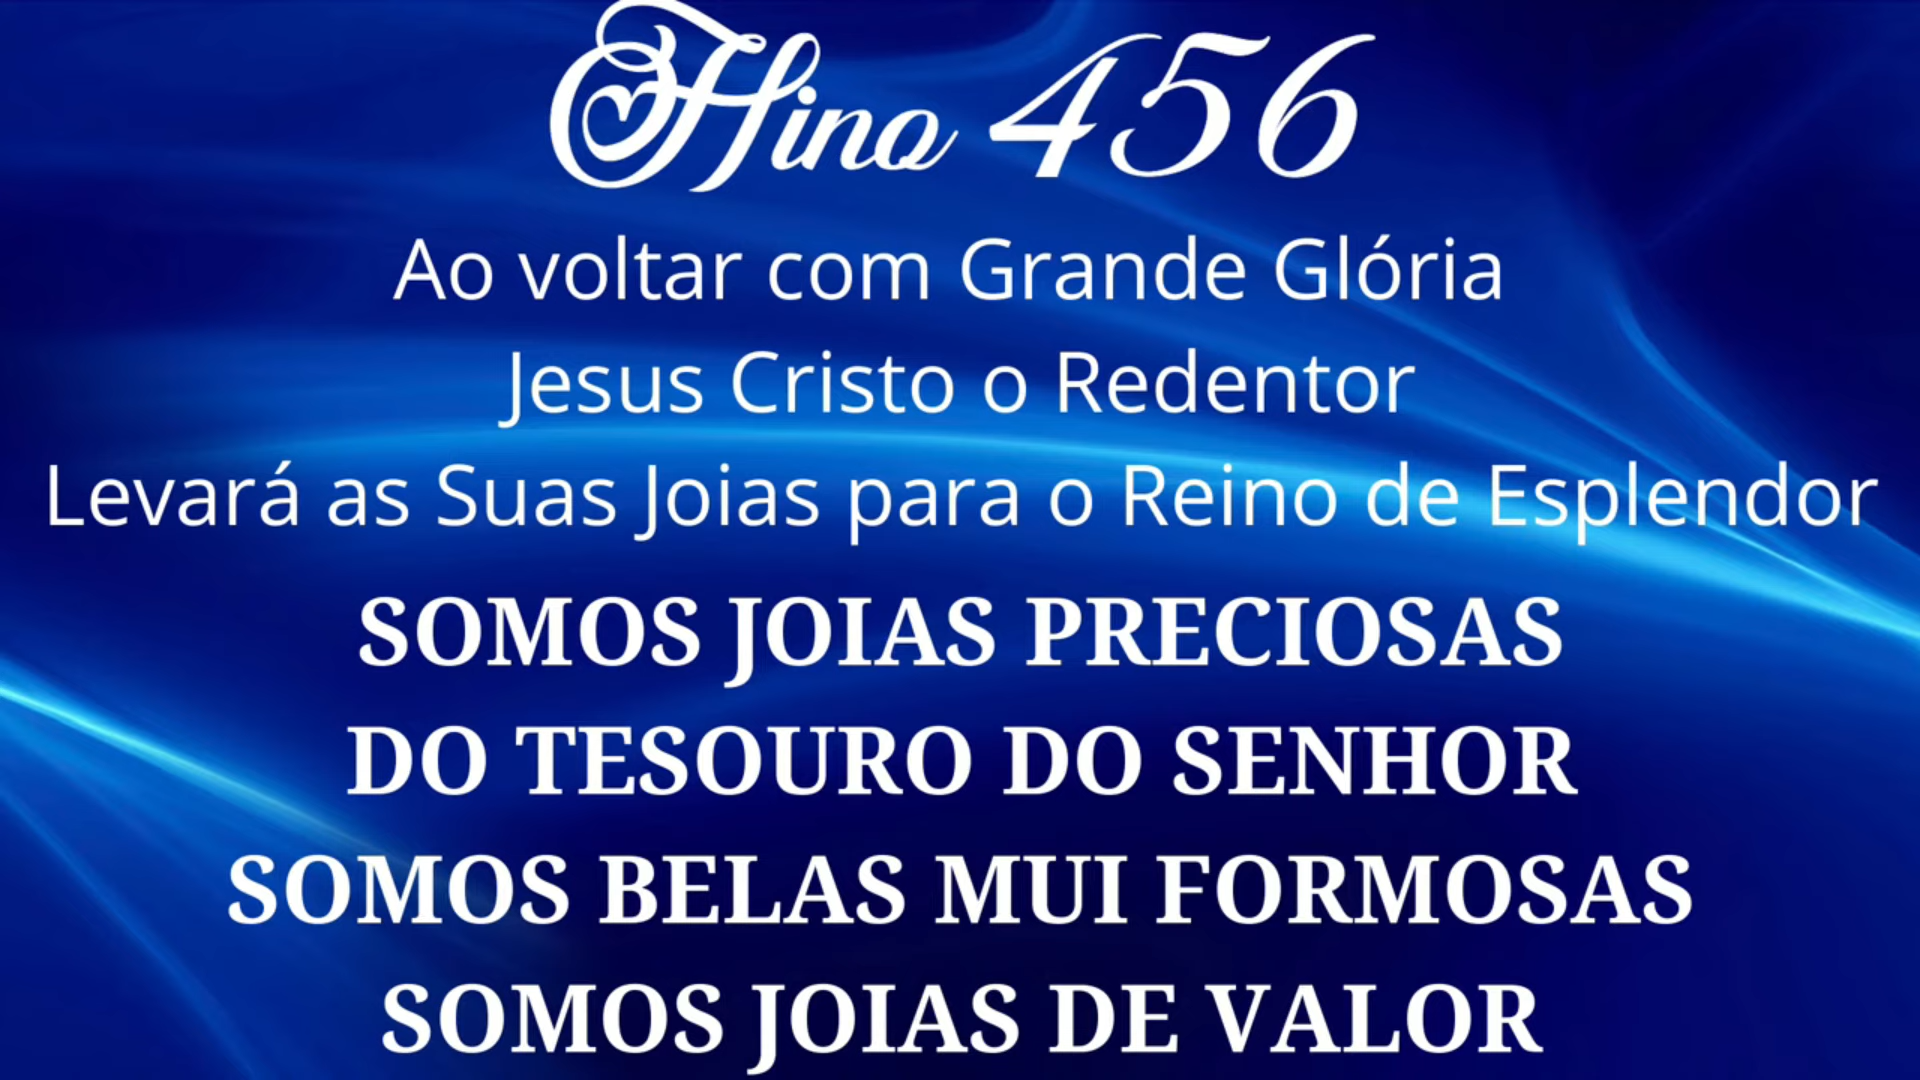 Hino 456
Ao voltar com Grande Glória
Jesus Cristo o Redentor
Levará as Suas Joias para o Reino de Esplendor
SOMOS JOIAS PRECIOSAS
DO TESOURO DO SENHOR
SOMOS BELAS MUI FORMOSAS
SOMOS JOIAS DE VALOR